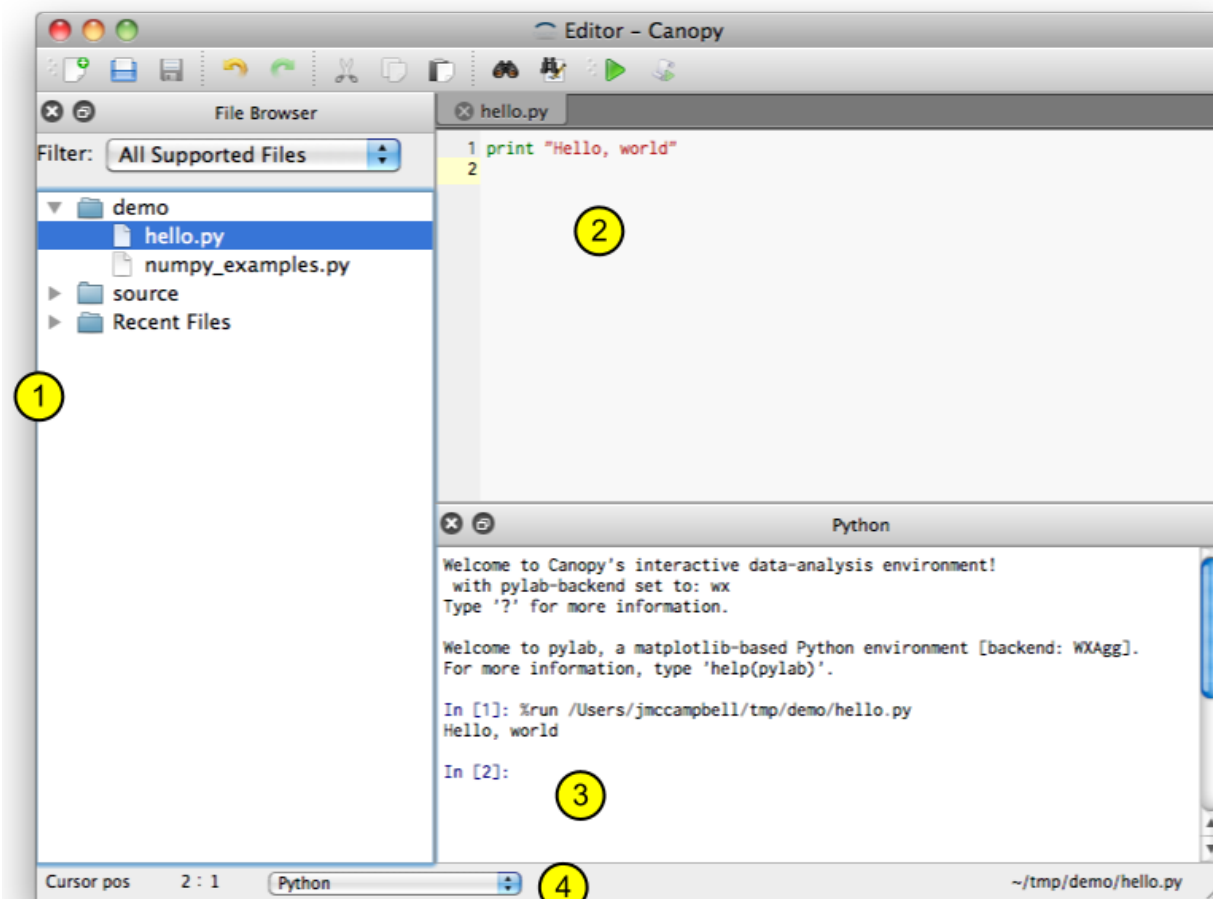 Editor – Canopy
File Browser
Filter: All Supported Files
demo
hello.py
numpy_examples.py
source
Recent Files
1
hello.py
1 print "Hello, world"
2
2
Python
Welcome to Canopy's interactive data-analysis environment!
with pylab-backend set to: wx
Type '?' for more information.
Welcome to pylab, a matplotlib-based Python environment [backend: WXAgg].
For more information, type 'help(pylab)'.
In [1]: %run /Users/jmccampbell/tmp/demo/hello.py
Hello, world
In [2]:
3
Cursor pos 2 : 1 Python 4 ~/tmp/demo/hello.py